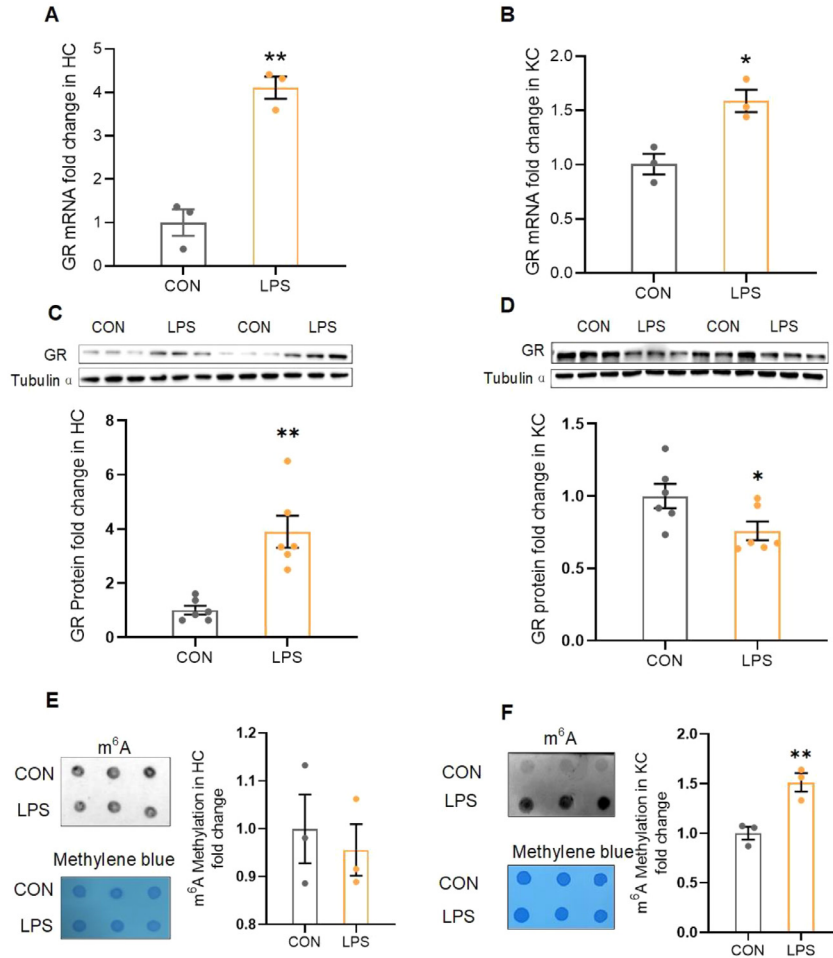 A
GR mRNA fold change in HC
5
4
3
2
1
0
**
CON LPS
B
GR mRNA fold change in KC
2.0
1.5
1.0
0.5
0.0
*
CON LPS
C
CON LPS CON LPS
GR
Tubulin α
GR Protein fold change in HC
8
6
4
2
0
**
CON LPS
D
CON LPS CON LPS
GR
Tubulin α
GR protein fold change in KC
1.5
1.0
0.5
0.0
*
CON LPS
E
m⁶A
CON
LPS
Methylene blue
CON
LPS
m⁶A Methylation in HC
fold change
1.2
1.1
1.0
0.9
0.8
CON LPS
F
m⁶A
CON
LPS
Methylene blue
CON
LPS
m⁶A Methylation in KC
fold change
2.0
1.5
1.0
0.5
0.0
**
CON LPS